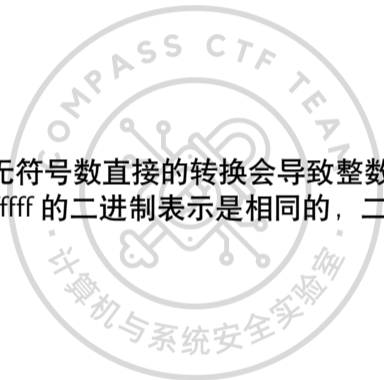 COMPASS CTF TEAM
无符号数直接的转换会导致整数
ffff 的二进制表示是相同的，二
计算机与系统安全实验室